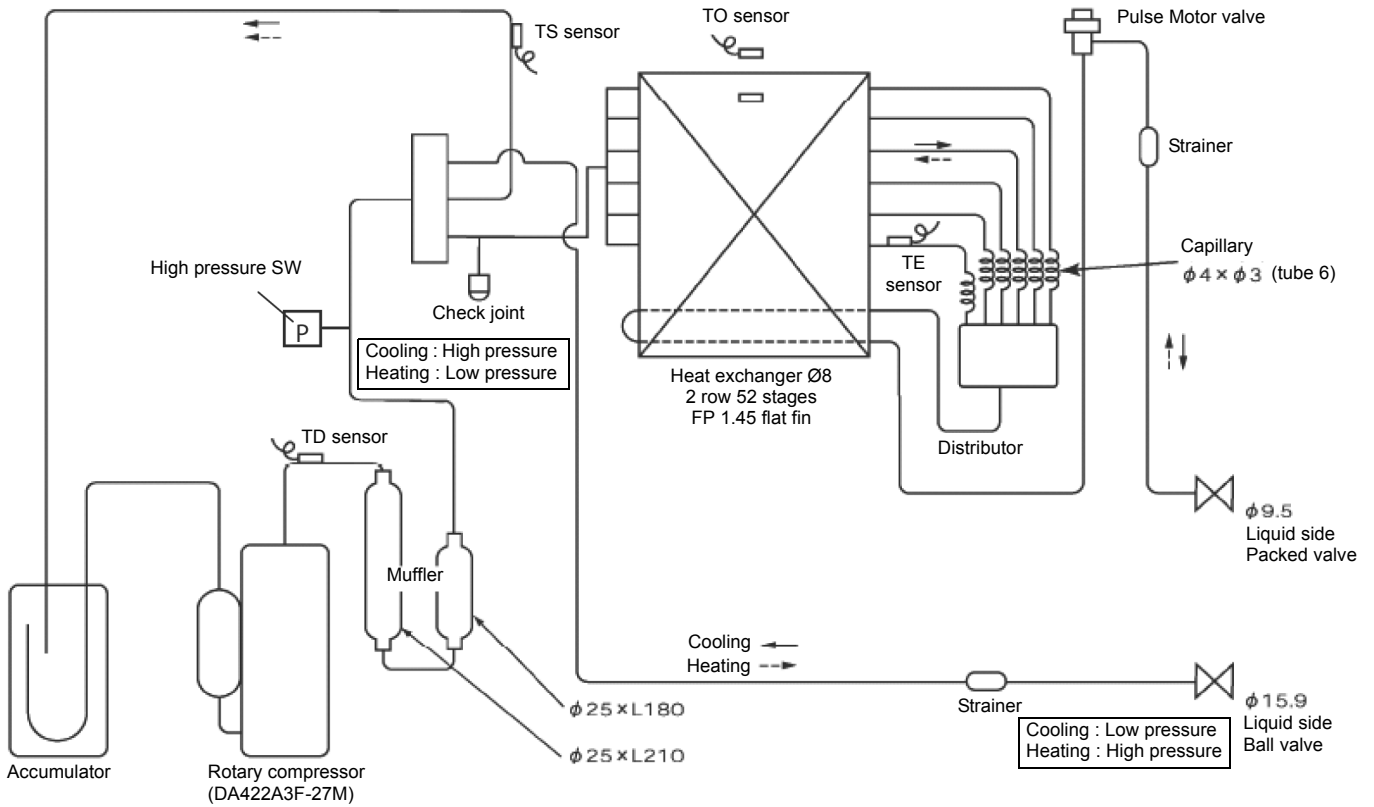 TO sensor
Pulse Motor valve
TS sensor
Strainer
High pressure SW
P
Check joint
Cooling : High pressure
Heating : Low pressure
TE
sensor
Capillary
ϕ4×ϕ3 (tube 6)
Heat exchanger Ø8
2 row 52 stages
FP 1.45 flat fin
Distributor
TD sensor
ϕ9.5
Liquid side
Packed valve
Muffler
Cooling
Heating
ϕ25×L180
ϕ25×L210
Strainer
Cooling : Low pressure
Heating : High pressure
ϕ15.9
Liquid side
Ball valve
Accumulator
Rotary compressor
(DA422A3F-27M)